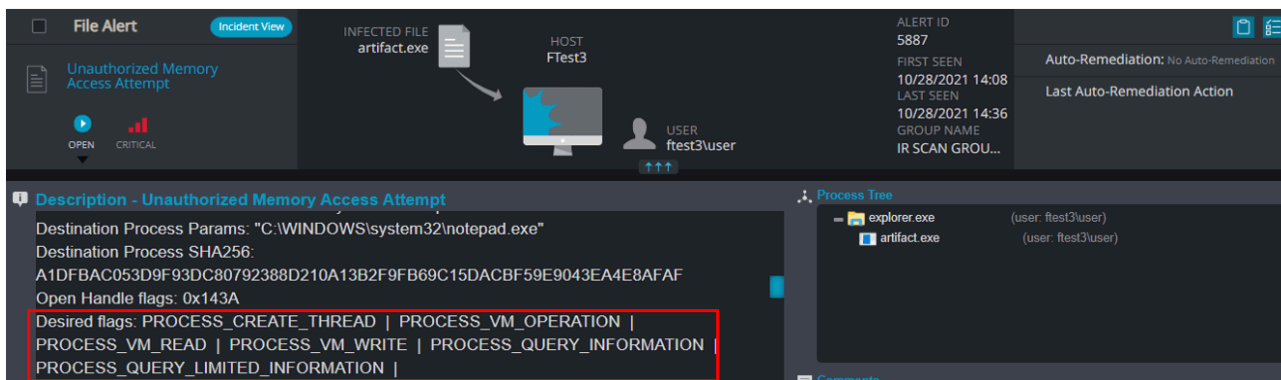 File Alert
Incident View
Unauthorized Memory
Access Attempt
OPEN
CRITICAL
INFECTED FILE
artifact.exe
HOST
FTest3
USER
ftest3\user
ALERT ID
5887
FIRST SEEN
10/28/2021 14:08
LAST SEEN
10/28/2021 14:36
GROUP NAME
IR SCAN GROU...
Auto-Remediation: No Auto-Remediation
Last Auto-Remediation Action
Description - Unauthorized Memory Access Attempt
Destination Process Params: "C:\WINDOWS\system32\notepad.exe"
Destination Process SHA256:
A1DFBAC053D9F93DC80792388D210A13B2F9FB69C15DACBF59E9043EA4E8AFAF
Open Handle flags: 0x143A
Desired flags: PROCESS_CREATE_THREAD | PROCESS_VM_OPERATION |
PROCESS_VM_READ | PROCESS_VM_WRITE | PROCESS_QUERY_INFORMATION |
PROCESS_QUERY_LIMITED_INFORMATION |
Process Tree
explorer.exe (user: ftest3\user)
artifact.exe (user: ftest3\user)
Comments